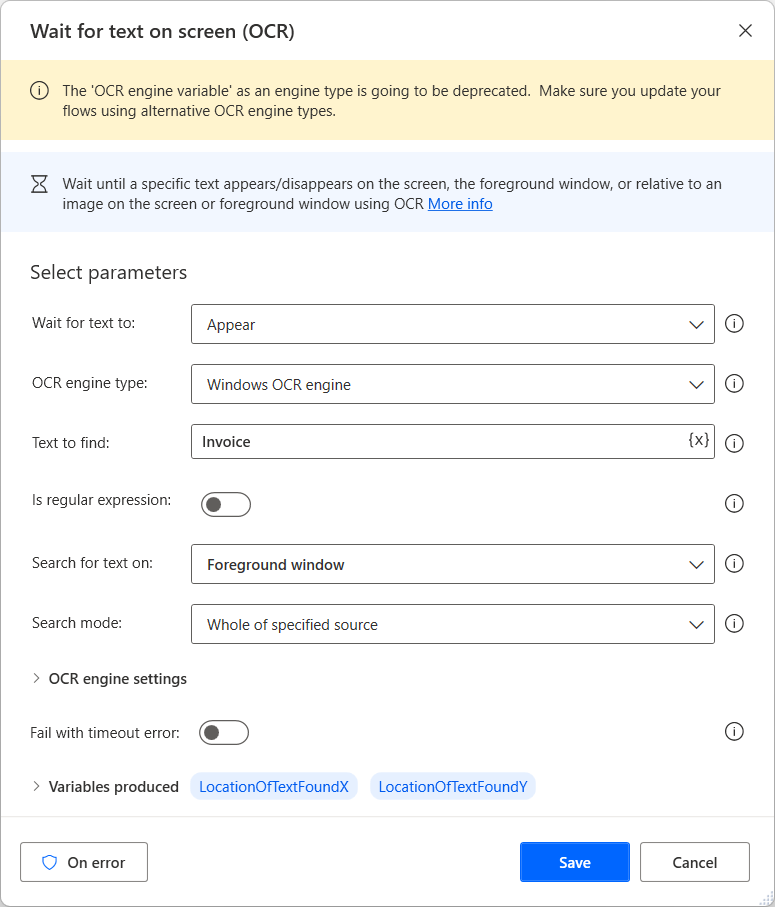 Wait for text on screen (OCR)
The 'OCR engine variable' as an engine type is going to be deprecated.  Make sure you update your
flows using alternative OCR engine types.
Wait until a specific text appears/disappears on the screen, the foreground window, or relative to an
image on the screen or foreground window using OCR More info
Select parameters
Wait for text to:
Appear
OCR engine type:
Windows OCR engine
Text to find:
Invoice {x}
Is regular expression:
Search for text on:
Foreground window
Search mode:
Whole of specified source
OCR engine settings
Fail with timeout error:
Variables produced LocationOfTextFoundX LocationOfTextFoundY
On error Save Cancel